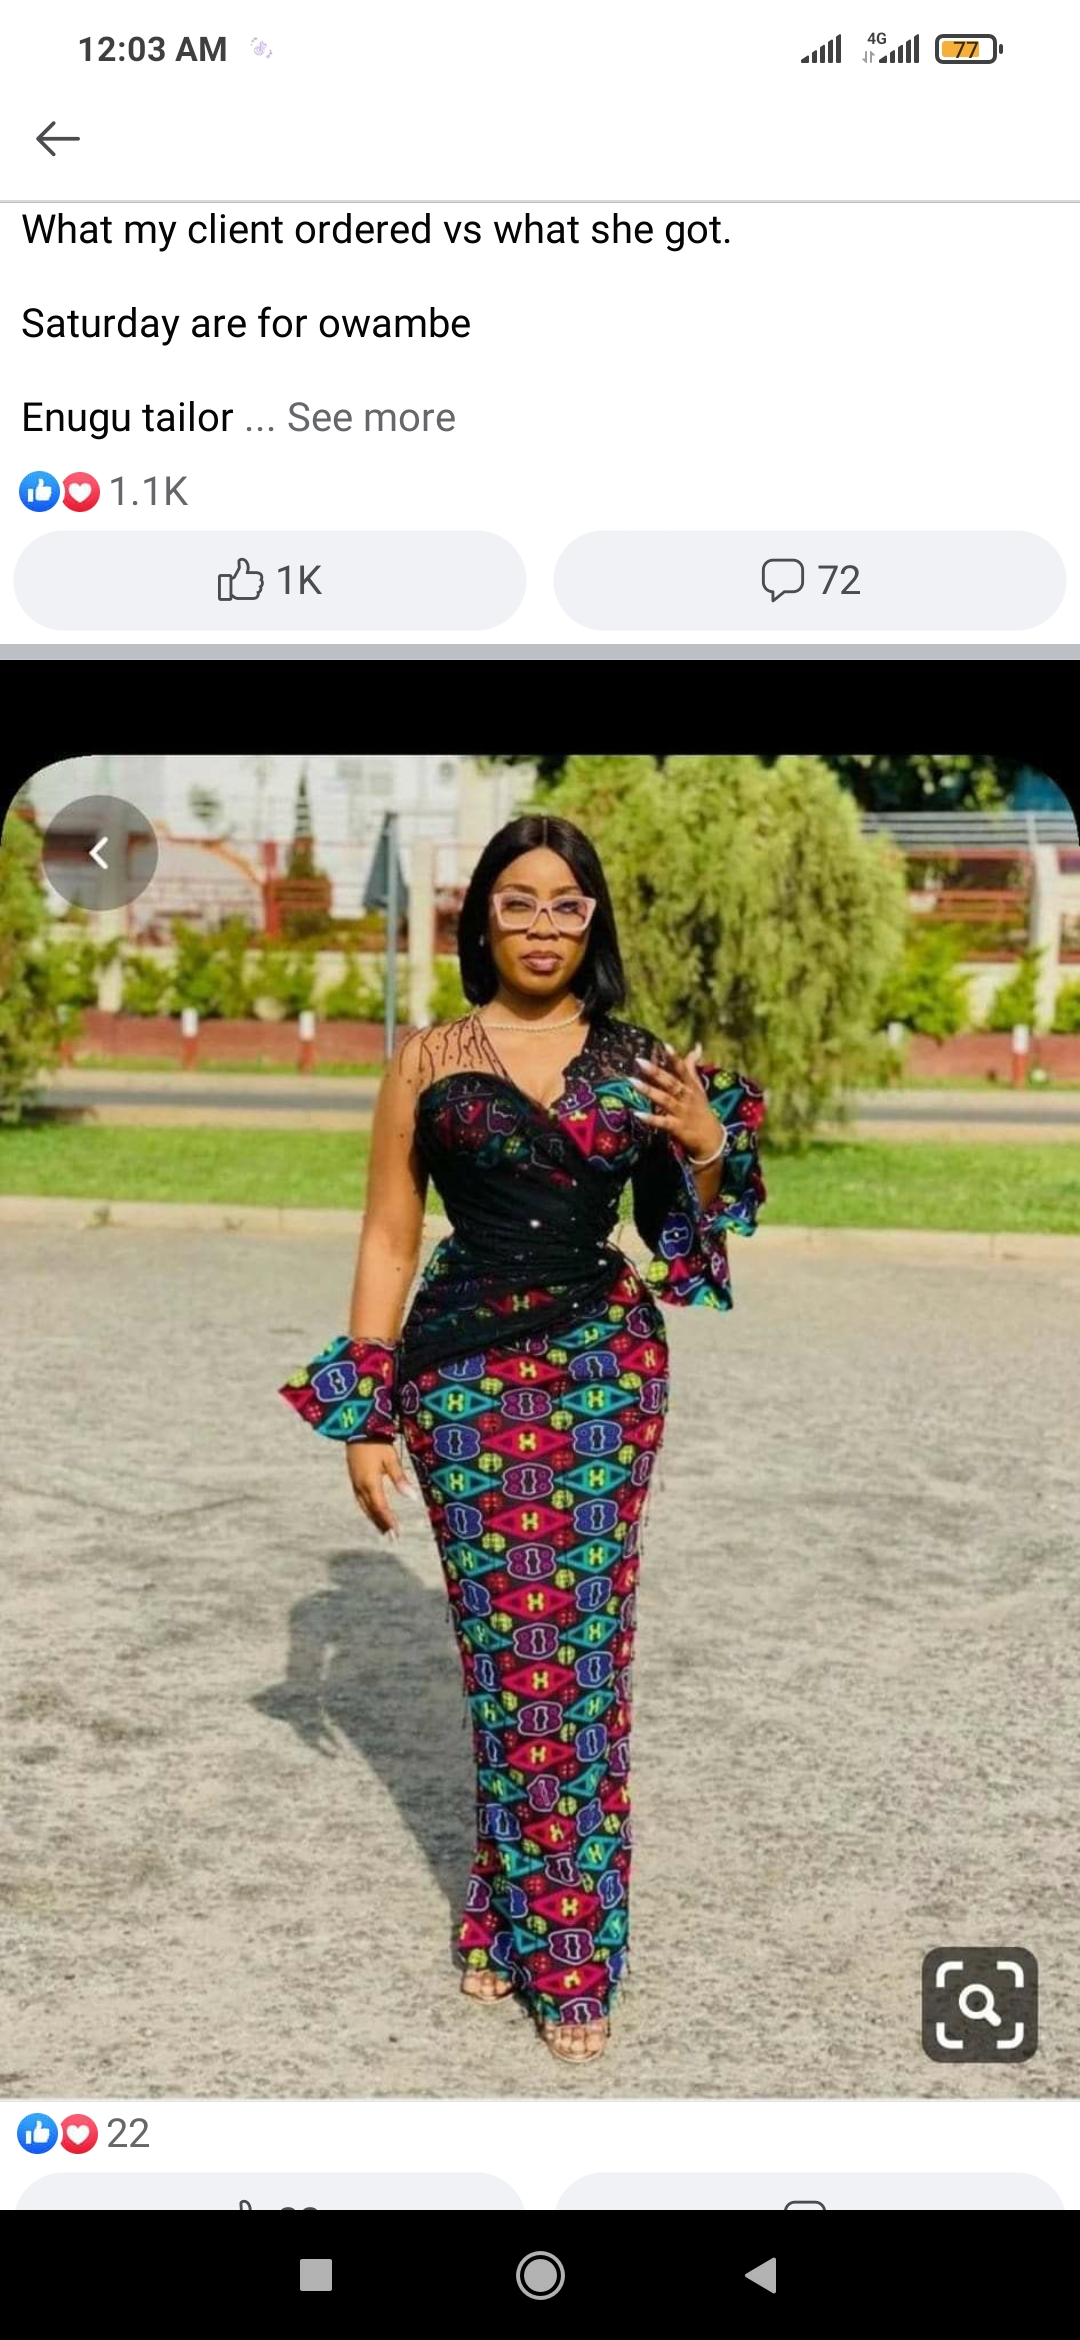 12:03 AM
4G
77
What my client ordered vs what she got.
Saturday are for owambe
Enugu tailor ... See more
1.1K
1K
72
22